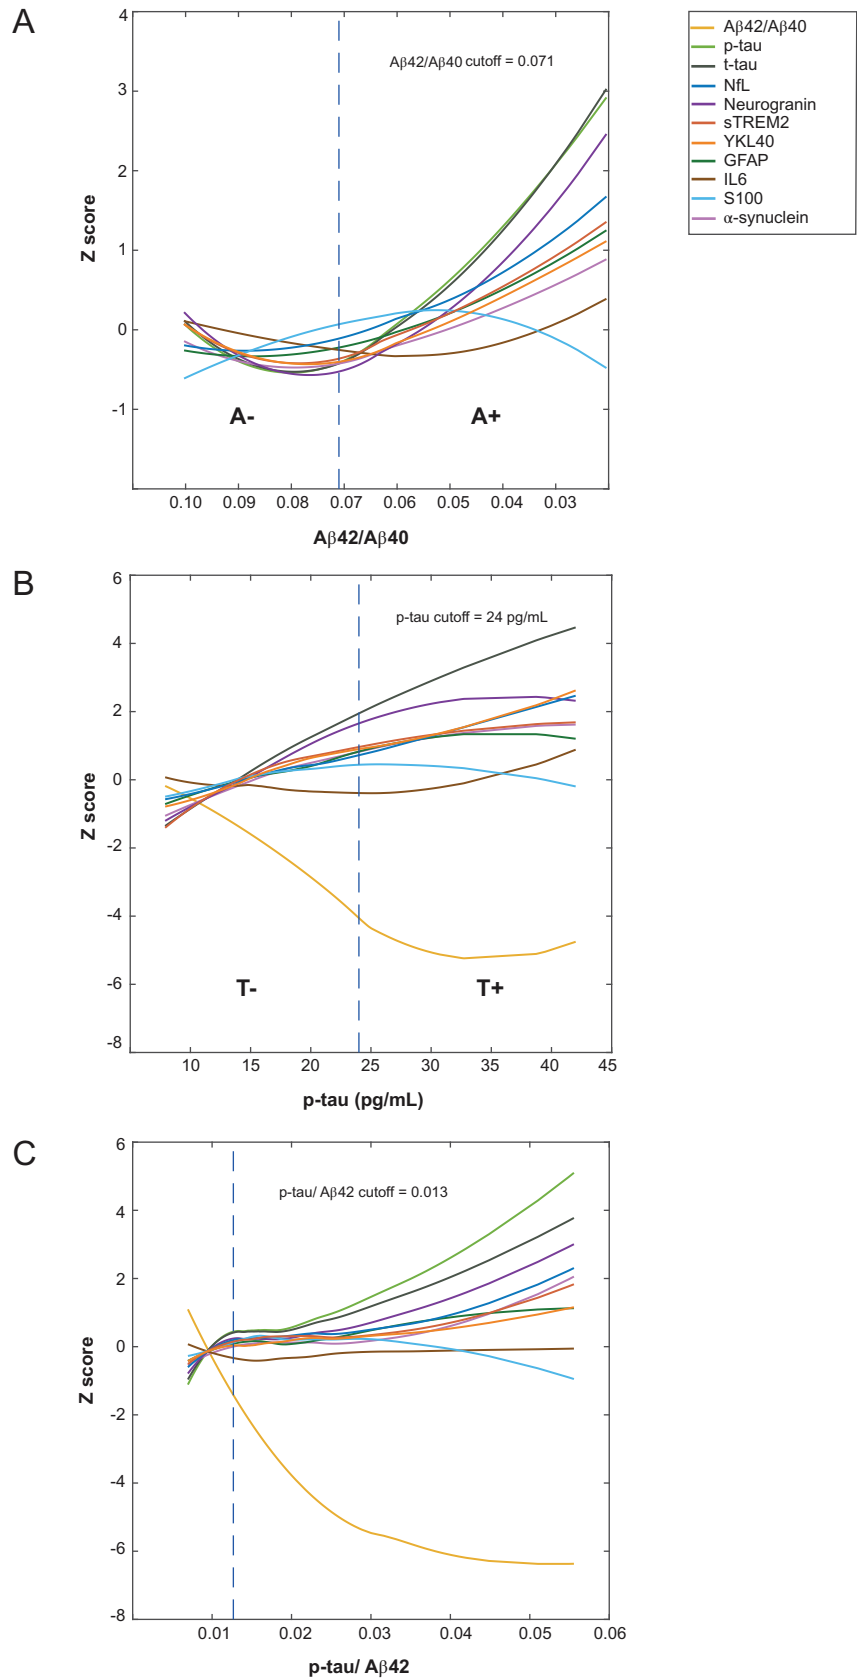 A
4
3
2
1
0
-1
Z score
Aβ42/Aβ40 cutoff = 0.071
A-
A+
0.10 0.09 0.08 0.07 0.06 0.05 0.04 0.03
Aβ42/Aβ40
Aβ42/Aβ40
p-tau
t-tau
NfL
Neurogranin
sTREM2
YKL40
GFAP
IL6
S100
α-synuclein
B
6
4
2
0
-2
-4
-6
-8
Z score
p-tau cutoff = 24 pg/mL
T-
T+
10 15 20 25 30 35 40 45
p-tau (pg/mL)
C
6
4
2
0
-2
-4
-6
-8
Z score
p-tau/ Aβ42 cutoff = 0.013
0.01 0.02 0.03 0.04 0.05 0.06
p-tau/ Aβ42